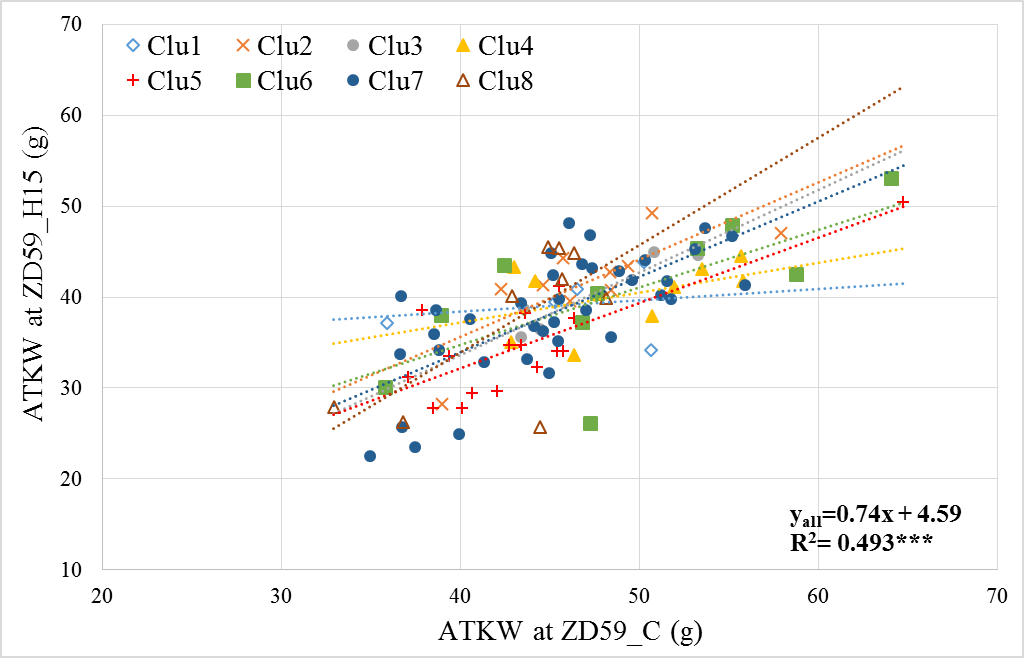 70
60
50
40
30
20
10
ATKW at ZD59_H15 (g)
Clu1 Clu2 Clu3 Clu4
Clu5 Clu6 Clu7 Clu8
yall=0.74x + 4.59
R2= 0.493***
20 30 40 50 60 70
ATKW at ZD59_C (g)